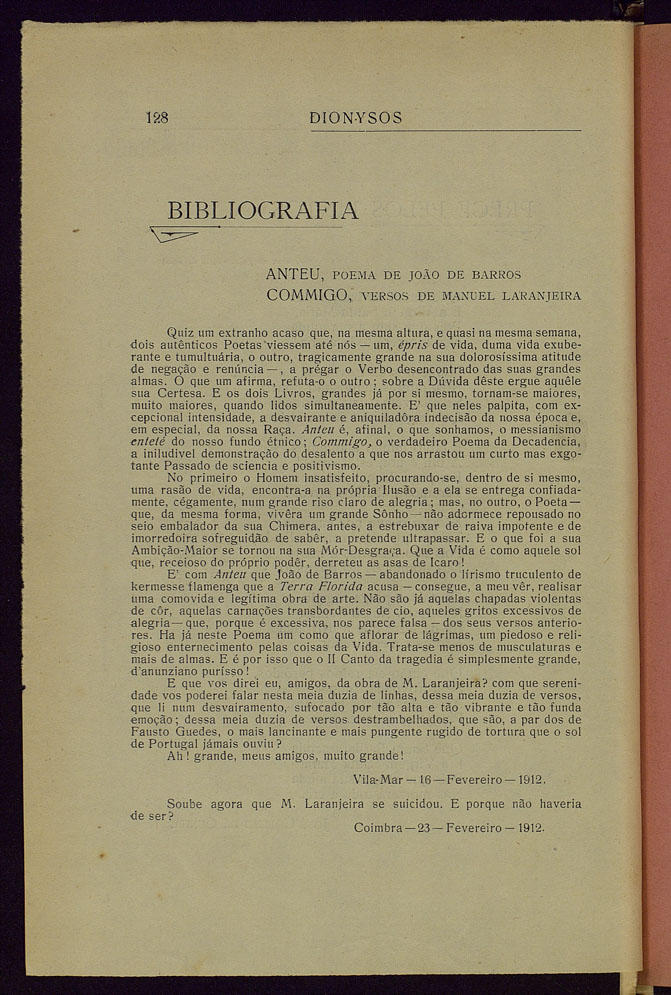 128
DIONYSOS
BIBLIOGRAFIA
ANTEU, POEMA DE JOÃO DE BARROS
COMMIGO, VERSOS DE MANUEL LARANJEIRA
Quiz um extranho acaso que, na mesma altura, e quasi na mesma semana,
dois autênticos Poetas viessem até nós — um, épris de vida, duma vida exube-
rante e tumultuária, o outro, tragicamente grande na sua dolorosíssima atitude
de negação e renúncia —, a prégar o Verbo desencontrado das suas grandes
almas. O que um afirma, refuta-o o outro; sobre a Dúvida dêste ergue aquêle
sua Certesa. E os dois Livros, grandes já por si mesmo, tornam-se maiores,
muito maiores, quando lidos simultaneamente. E' que neles palpita, com ex-
cepcional intensidade, a desvairante e aniquiladôra indecisão da nossa época e,
em especial, da nossa Raça. Anteu é, afinal, o que sonhamos, o messianismo
enteté do nosso fundo étnico; Commigo, o verdadeiro Poema da Decadencia,
a iniludivel demonstração do desalento a que nos arrastou um curto mas exgo-
tante Passado de sciencia e positivismo.
No primeiro o Homem insatisfeito, procurando-se, dentro de si mesmo,
uma rasão de vida, encontra-a na própria Ilusão e a ela se entrega confiada-
mente, cégamente, num grande riso claro de alegria; mas, no outro, o Poeta —
que, da mesma forma, vivêra um grande Sônho — não adormece repousado no
seio embalador da sua Chimera, antes, a estrebuxar de raiva impotente e de
imorredoira sofreguidão de sabêr, a pretende ultrapassar. E o que foi a sua
Ambição-Maior se tornou na sua Mór-Desgraça. Que a Vida é como aquele sol
que, receioso do próprio podêr, derreteu as asas de Icaro!
E' com Anteu que João de Barros — abandonado o lírismo truculento de
kermesse flamenga que a Terra Florida acusa — consegue, a meu vêr, realisar
uma comovida e legítima obra de arte. Não são já aquelas chapadas violentas
de côr, aquelas carnações transbordantes de cio, aqueles gritos excessivos de
alegria — que, porque é excessiva, nos parece falsa — dos seus versos anterio-
res. Ha já neste Poema um como que aflorar de lágrimas, um piedoso e reli-
gioso enternecimento pelas coisas da Vida. Trata-se menos de musculaturas e
mais de almas. E é por isso que o II Canto da tragedia é simplesmente grande,
d'anunziano purísso!
E que vos direi eu, amigos, da obra de M. Laranjeira? com que sereni-
dade vos poderei falar nesta meia duzia de linhas, dessa meia duzia de versos,
que li num desvairamento, sufocado por tão alta e tão vibrante e tão funda
emoção; dessa meia duzia de versos destrambelhados, que são, a par dos de
Fausto Guedes, o mais lancinante e mais pungente rugido de tortura que o sol
de Portugal jámais ouviu?
Ah! grande, meus amigos, muito grande!
Vila-Mar — 16 — Fevereiro — 1912.
Soube agora que M. Laranjeira se suicidou. E porque não haveria
de ser?
Coimbra — 23 — Fevereiro — 1912.